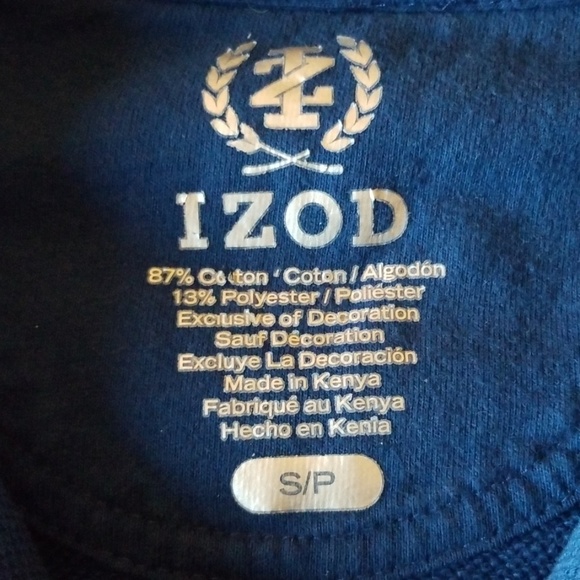 IZ
IZOD
87% Cotton / Coton / Algodón
13% Polyester / Poliéster
Exclusive of Decoration
Sauf Décoration
Excluye La Decoración
Made in Kenya
Fabriqué au Kenya
Hecho en Kenia
S/P